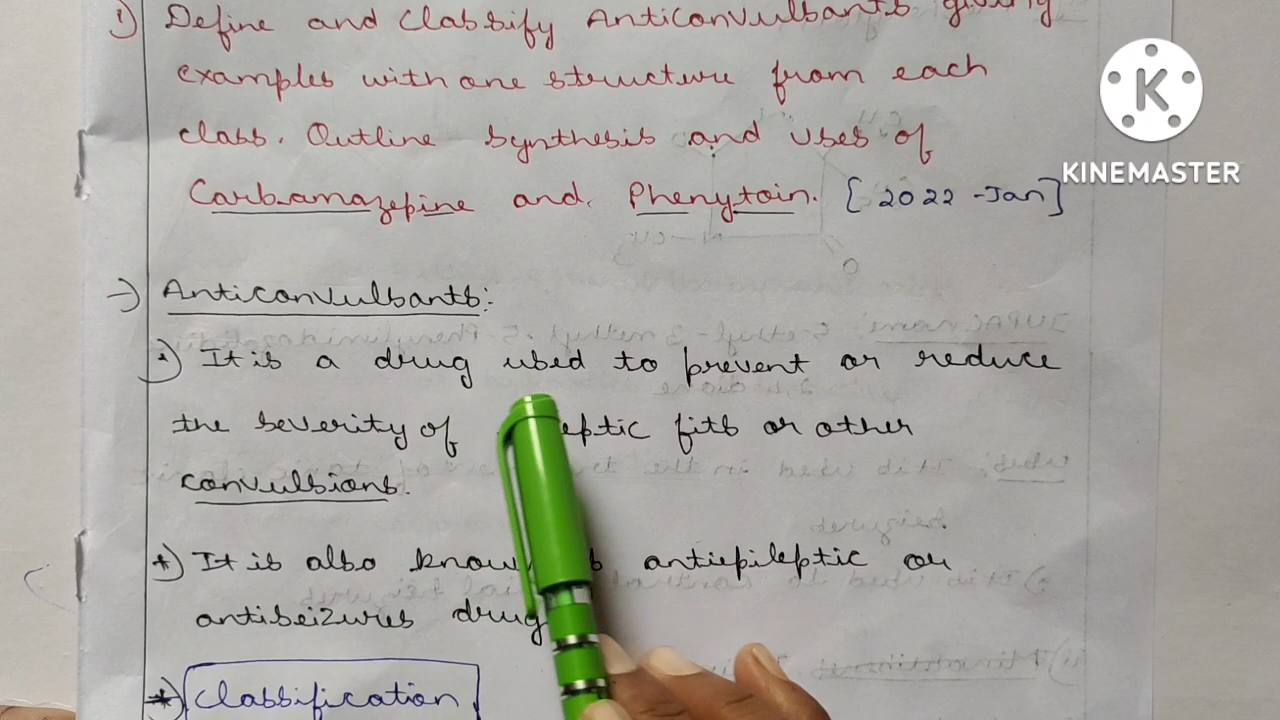 i) Define and Classify Anticonvulsants giving
examples with one structure from each
class. Outline synthesis and uses of
Carbamazepine and Phenytoin. [2022 -Jan]
KINEMASTER
→) Anticonvulsants:
•) It is a drug used to prevent or reduce
the severity of eptic fits or other
convulsions.
*) It is also know antiepileptic or
antiseizures drug
*) Classification